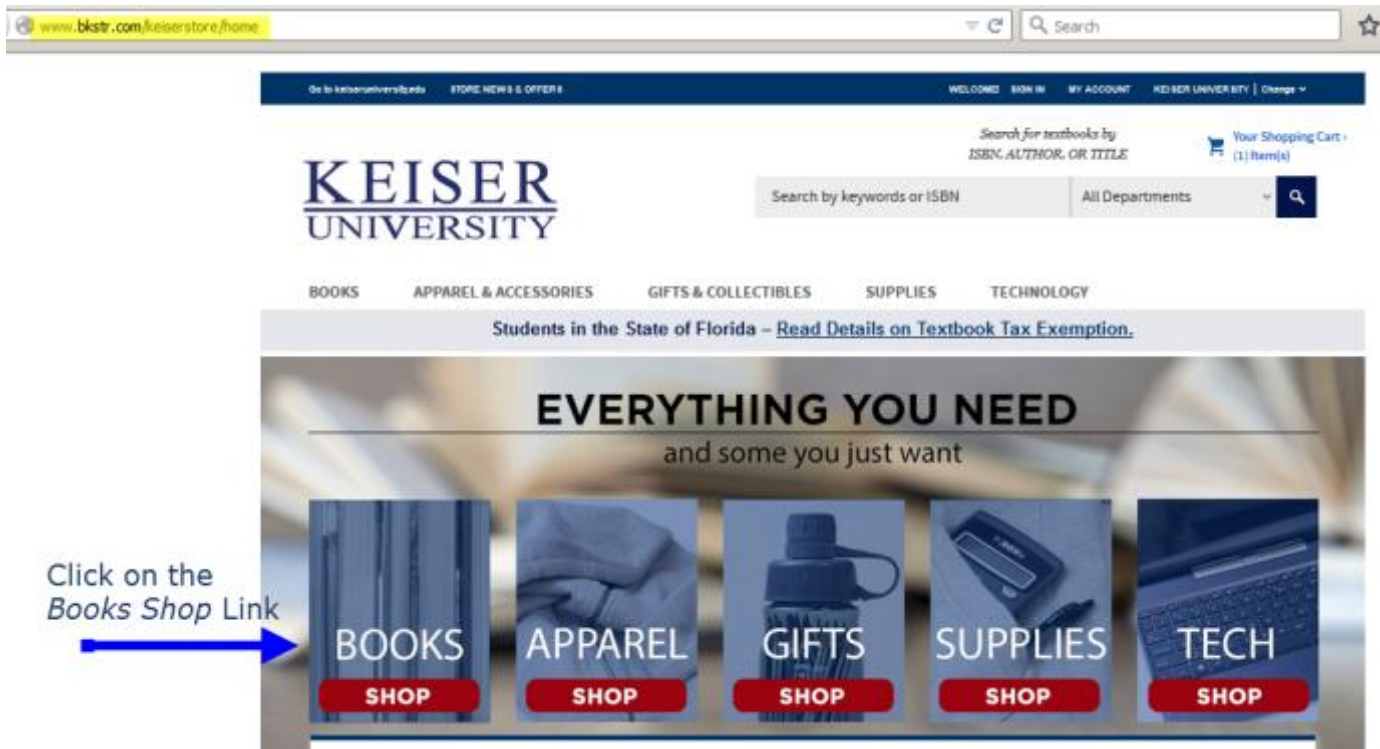 www.bkstr.com/keiserstore/home
Search
Go to keiseruniversity.edu STORE NEWS & OFFERS WELCOME! SIGN IN MY ACCOUNT KEISER UNIVERSITY | Change
Search for textbooks by
ISBN, AUTHOR, OR TITLE
Your Shopping Cart ›
(1) Item(s)
KEISER
UNIVERSITY
Search by keywords or ISBN All Departments
BOOKS APPAREL & ACCESSORIES GIFTS & COLLECTIBLES SUPPLIES TECHNOLOGY
Students in the State of Florida – Read Details on Textbook Tax Exemption.
EVERYTHING YOU NEED
and some you just want
Click on the
Books Shop Link
BOOKS APPAREL GIFTS SUPPLIES TECH
SHOP SHOP SHOP SHOP SHOP